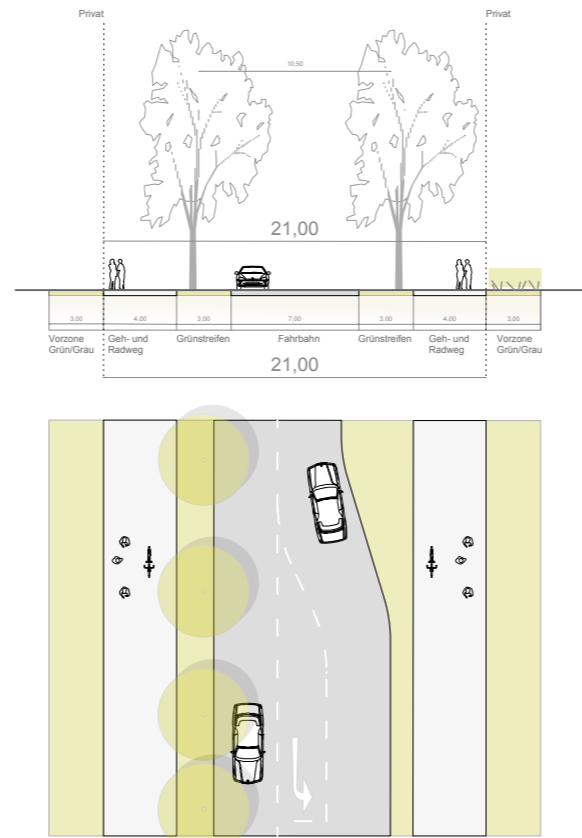 Privat
Privat
10,50
21,00
3,00
4,00
3,00
7,00
3,00
4,00
3,00
Vorzone
Grün/Grau
Geh- und
Radweg
Grünstreifen
Fahrbahn
Grünstreifen
Geh- und
Radweg
Vorzone
Grün/Grau
21,00